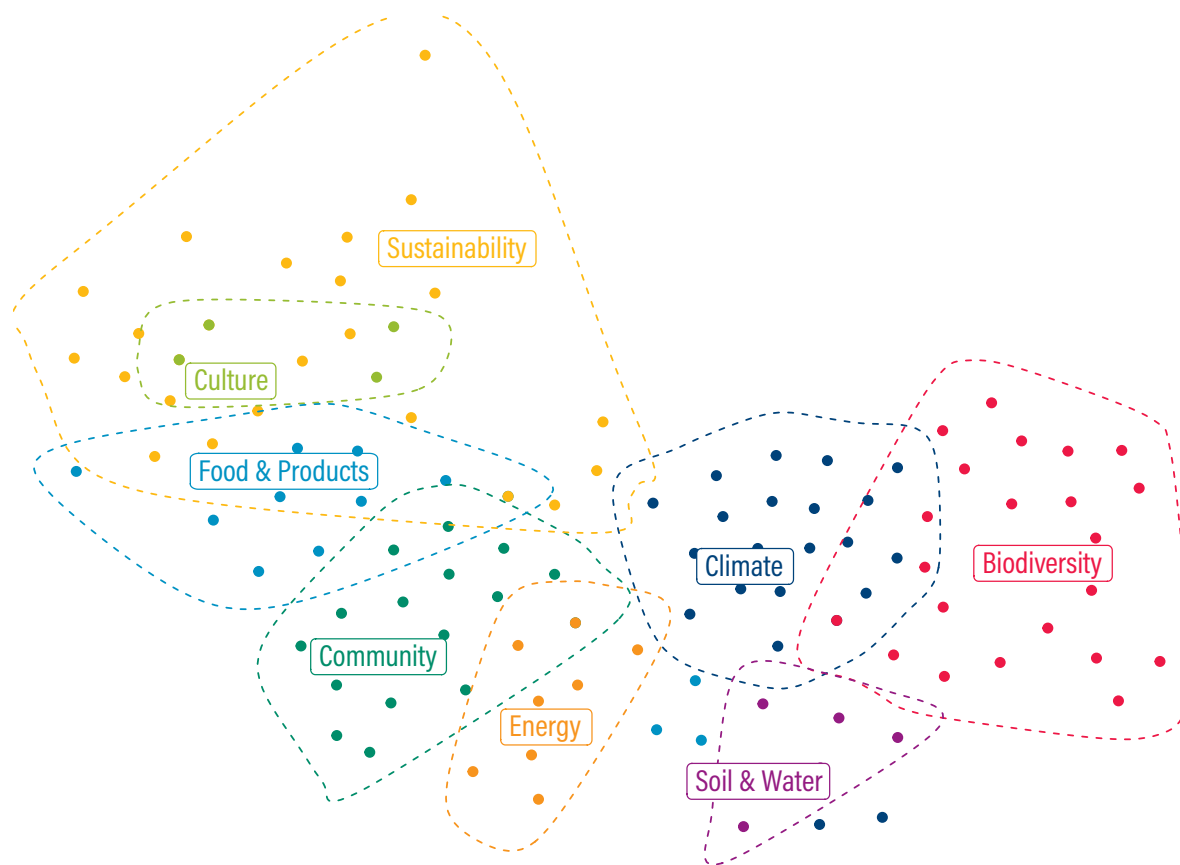 Sustainability
Culture
Food & Products
Climate
Biodiversity
Community
Energy
Soil & Water